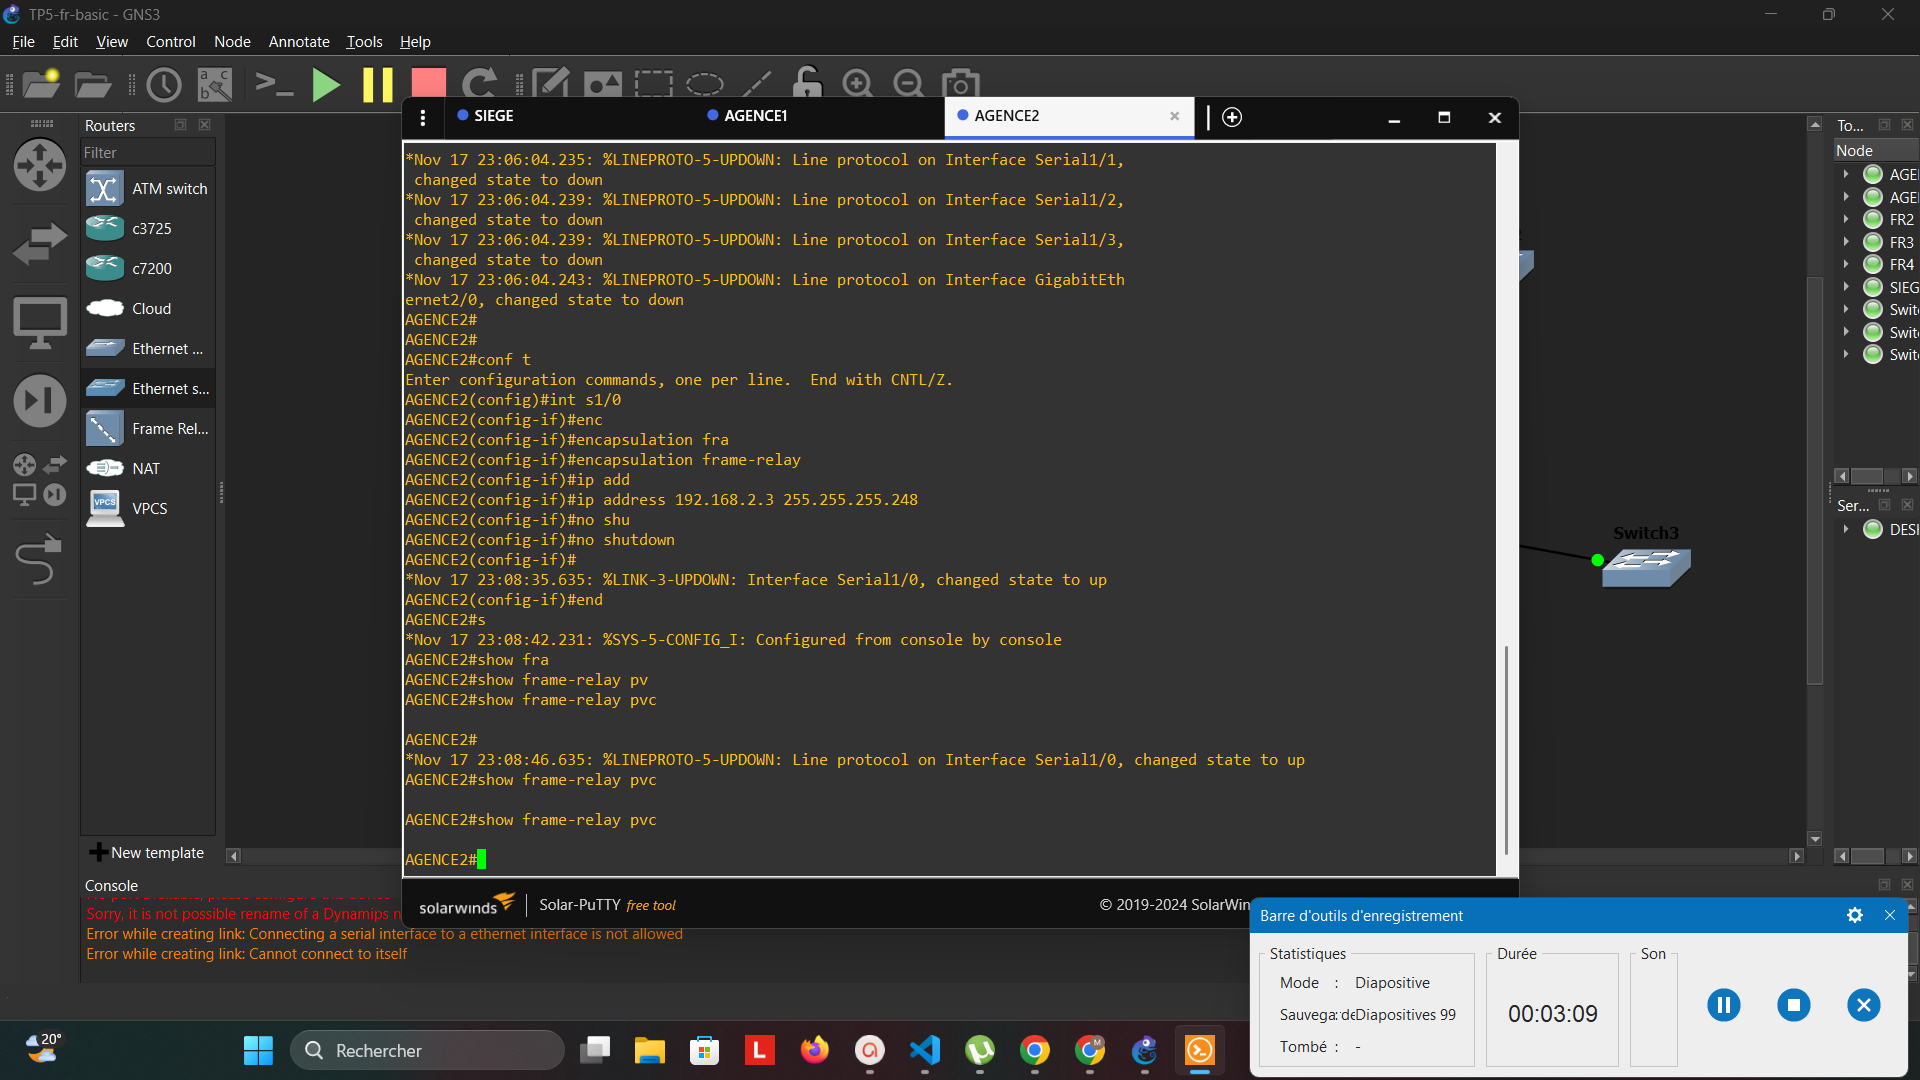 TP5-fr-basic - GNS3
File Edit View Control Node Annotate Tools Help
Routers
Filter
ATM switch
c3725
c7200
Cloud
Ethernet ...
Ethernet s...
Frame Rel...
NAT
VPCS
VPCS
New template
SIEGE
AGENCE1
AGENCE2
*Nov 17 23:06:04.235: %LINEPROTO-5-UPDOWN: Line protocol on Interface Serial1/1,
changed state to down
*Nov 17 23:06:04.239: %LINEPROTO-5-UPDOWN: Line protocol on Interface Serial1/2,
changed state to down
*Nov 17 23:06:04.239: %LINEPROTO-5-UPDOWN: Line protocol on Interface Serial1/3,
changed state to down
*Nov 17 23:06:04.243: %LINEPROTO-5-UPDOWN: Line protocol on Interface GigabitEth
ernet2/0, changed state to down
AGENCE2#
AGENCE2#
AGENCE2#conf t
Enter configuration commands, one per line.  End with CNTL/Z.
AGENCE2(config)#int s1/0
AGENCE2(config-if)#enc
AGENCE2(config-if)#encapsulation fra
AGENCE2(config-if)#encapsulation frame-relay
AGENCE2(config-if)#ip add
AGENCE2(config-if)#ip address 192.168.2.3 255.255.255.248
AGENCE2(config-if)#no shu
AGENCE2(config-if)#no shutdown
AGENCE2(config-if)#
*Nov 17 23:08:35.635: %LINK-3-UPDOWN: Interface Serial1/0, changed state to up
AGENCE2(config-if)#end
AGENCE2#s
*Nov 17 23:08:42.231: %SYS-5-CONFIG_I: Configured from console by console
AGENCE2#show fra
AGENCE2#show frame-relay pv
AGENCE2#show frame-relay pvc
AGENCE2#
*Nov 17 23:08:46.635: %LINEPROTO-5-UPDOWN: Line protocol on Interface Serial1/0, changed state to up
AGENCE2#show frame-relay pvc
AGENCE2#show frame-relay pvc
AGENCE2#
solarwinds
Solar-PuTTY free tool
© 2019-2024 SolarWin
To...
Node
AGE
AGE
FR2
FR3
FR4
SIEG
Swit
Swit
Swit
Ser...
DESI
Switch3
Console
Sorry, it is not possible rename of a Dynamips n
Error while creating link: Connecting a serial interface to a ethernet interface is not allowed
Error while creating link: Cannot connect to itself
Barre d'outils d'enregistrement
Statistiques
Mode : Diapositive
Sauvega:deDiapositives 99
Tombé : -
Durée
00:03:09
Son
20°
Rechercher